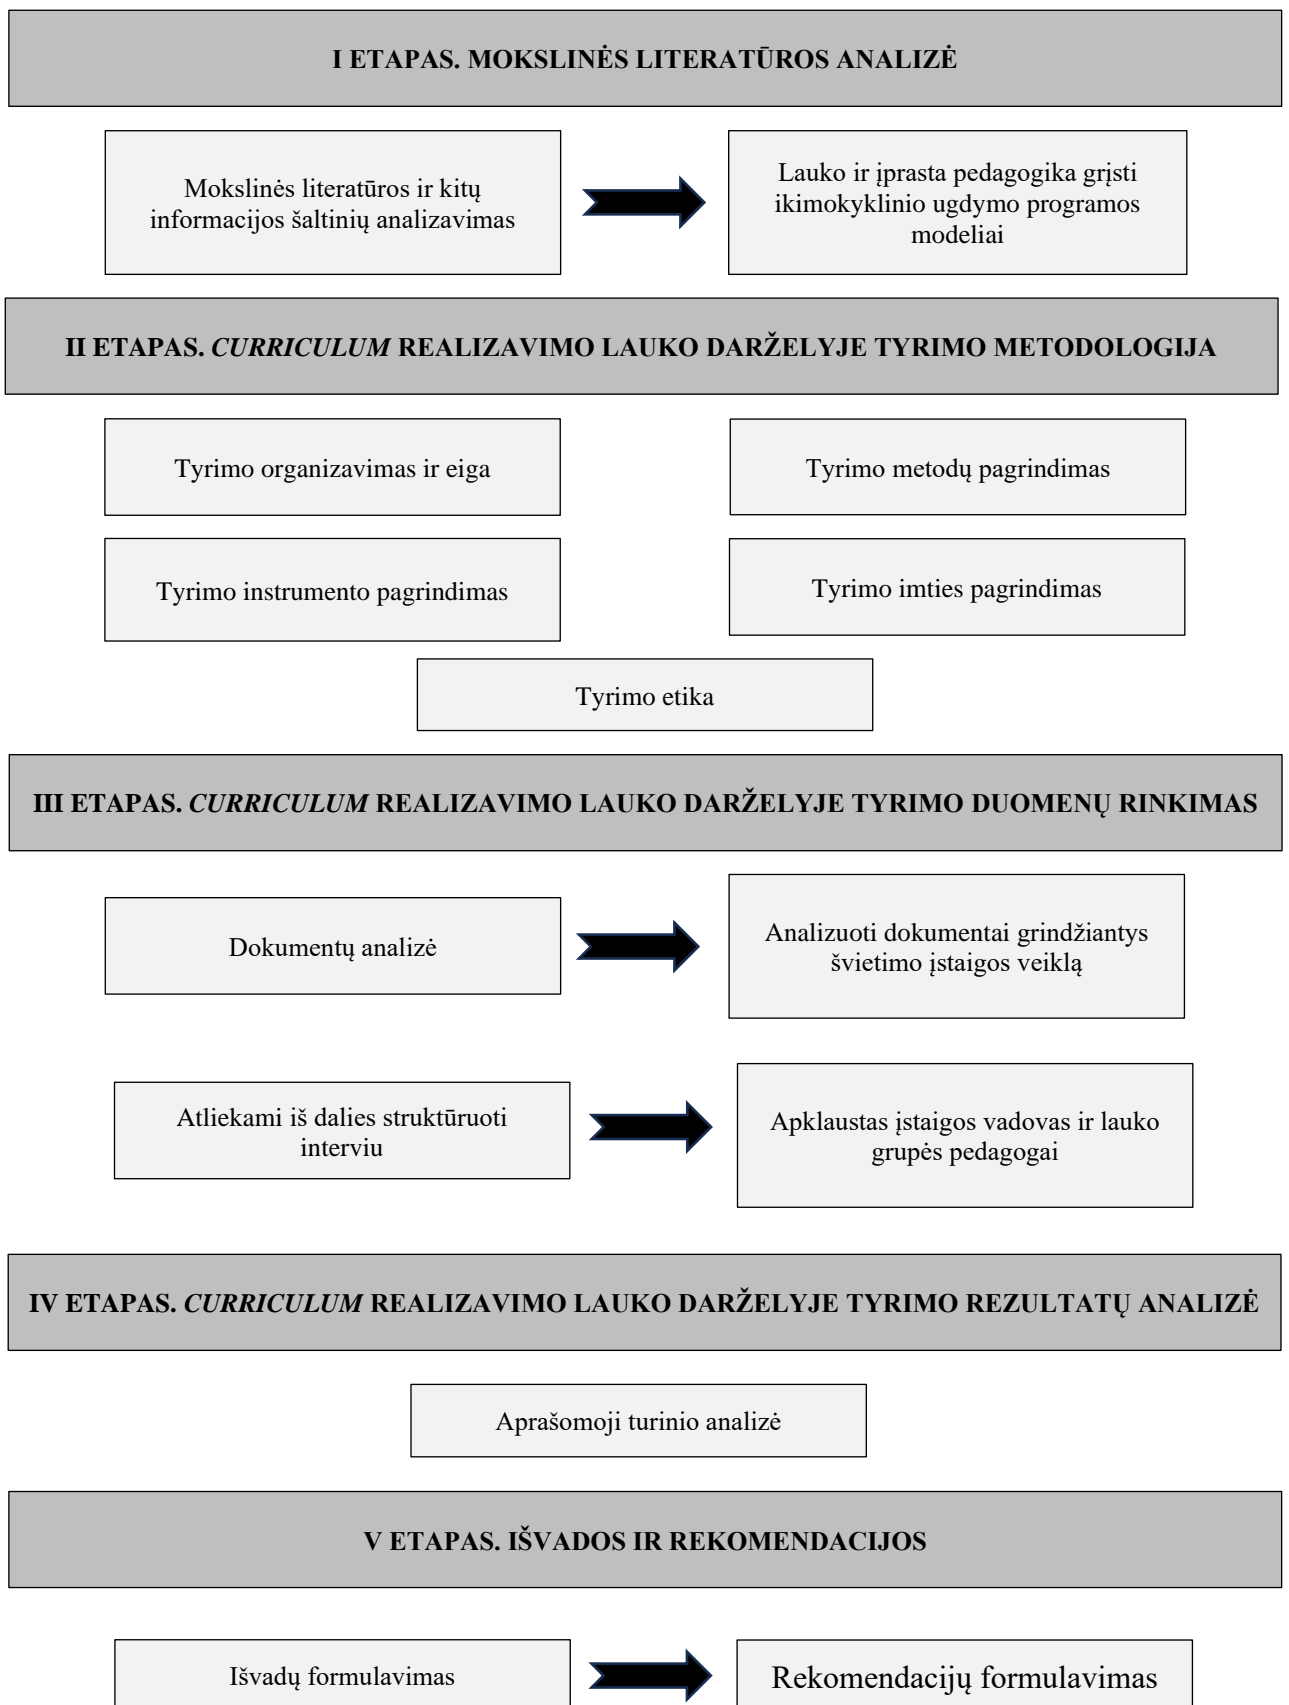 I ETAPAS. MOKSLINĖS LITERATŪROS ANALIZĖ
Mokslinės literatūros ir kitų
informacijos šaltinių analizavimas
Lauko ir įprasta pedagogika grįsti
ikimokyklinio ugdymo programos
modeliai
II ETAPAS. CURRICULUM REALIZAVIMO LAUKO DARŽELYJE TYRIMO METODOLOGIJA
Tyrimo organizavimas ir eiga
Tyrimo metodų pagrindimas
Tyrimo instrumento pagrindimas
Tyrimo imties pagrindimas
Tyrimo etika
III ETAPAS. CURRICULUM REALIZAVIMO LAUKO DARŽELYJE TYRIMO DUOMENŲ RINKIMAS
Dokumentų analizė
Analizuoti dokumentai grindžiantys
švietimo įstaigos veiklą
Atliekami iš dalies struktūruoti
interviu
Apklaustas įstaigos vadovas ir lauko
grupės pedagogai
IV ETAPAS. CURRICULUM REALIZAVIMO LAUKO DARŽELYJE TYRIMO REZULTATŲ ANALIZĖ
Aprašomoji turinio analizė
V ETAPAS. IŠVADOS IR REKOMENDACIJOS
Išvadų formulavimas
Rekomendacijų formulavimas